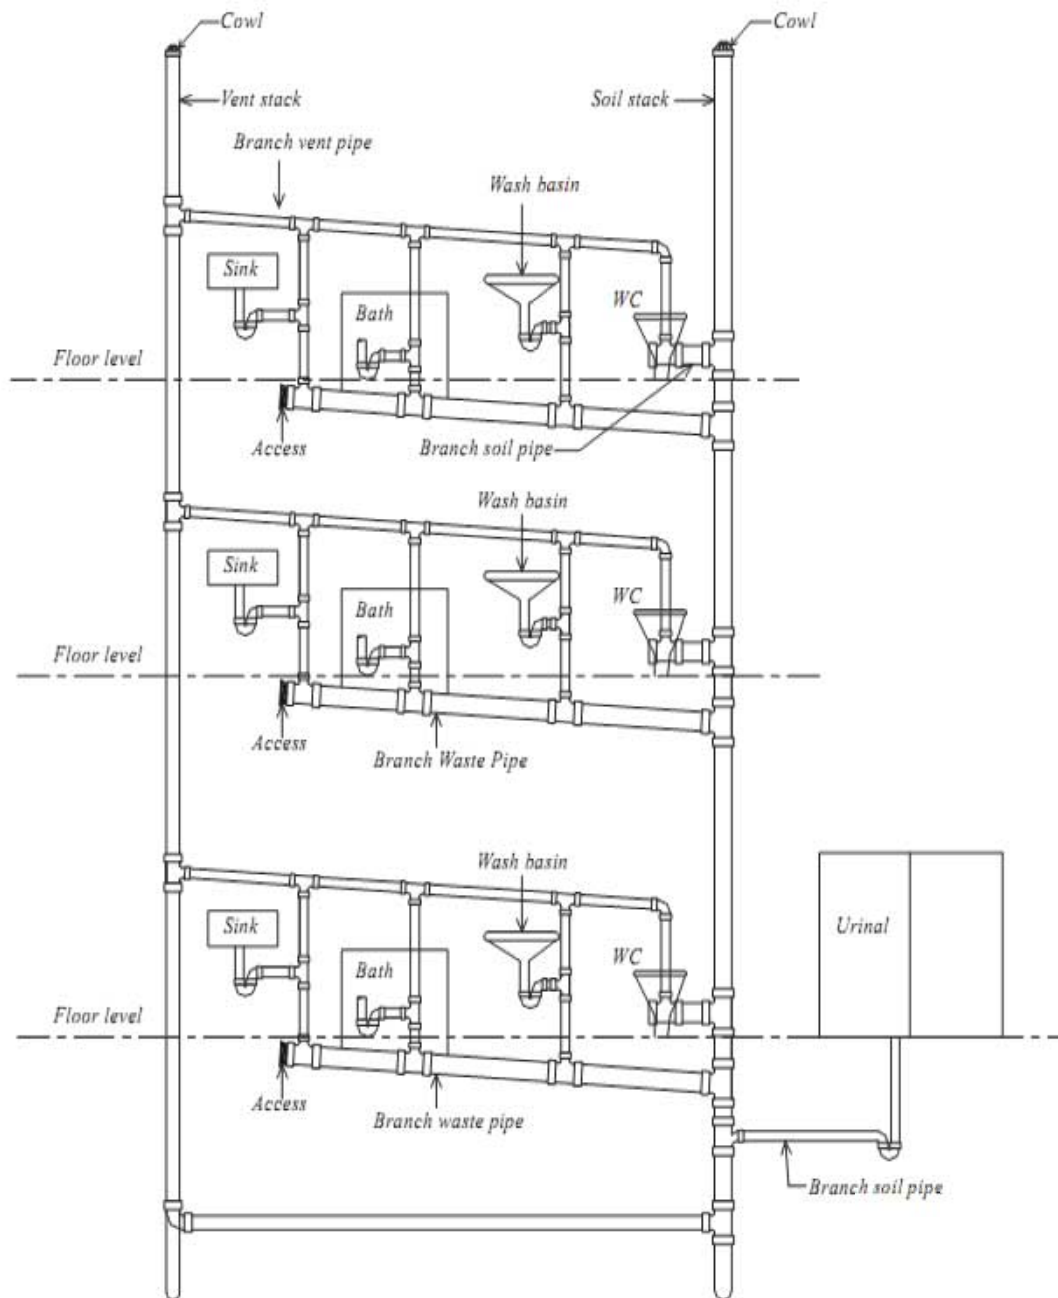 Cowl
Cowl
Vent stack
Soil stack
Branch vent pipe
Wash basin
Sink
WC
Bath
Floor level
Access
Branch soil pipe
Wash basin
Sink
WC
Bath
Floor level
Access
Branch Waste Pipe
Wash basin
Sink
Urinal
WC
Bath
Floor level
Access
Branch waste pipe
Branch soil pipe